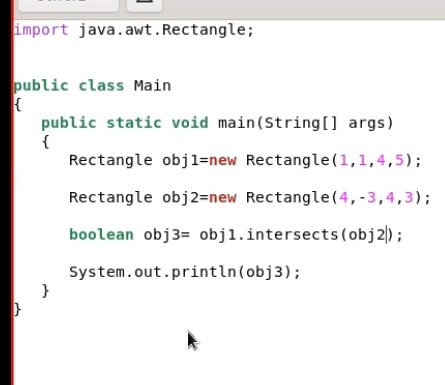 import java.awt.Rectangle;
public class Main
{
public static void main(String[] args)
{
Rectangle obj1=new Rectangle(1,1,4,5);
Rectangle obj2=new Rectangle(4,-3,4,3);
boolean obj3= obj1.intersects(obj2);
System.out.println(obj3);
}
}